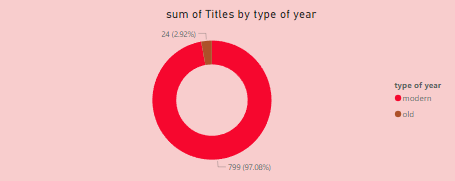 sum of Titles by type of year
24 (2.92%)
type of year
modern
old
799 (97.08%)